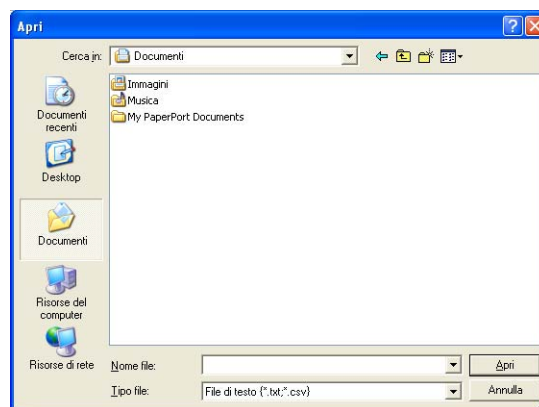 Apri
Cerca in: Documenti
Immagini
Musica
My PaperPort Documents
Documenti
recenti
Desktop
Documenti
Risorse del
computer
Risorse di rete
Nome file:
Apri
Tipo file: File di testo {*.txt;*.csv}
Annulla